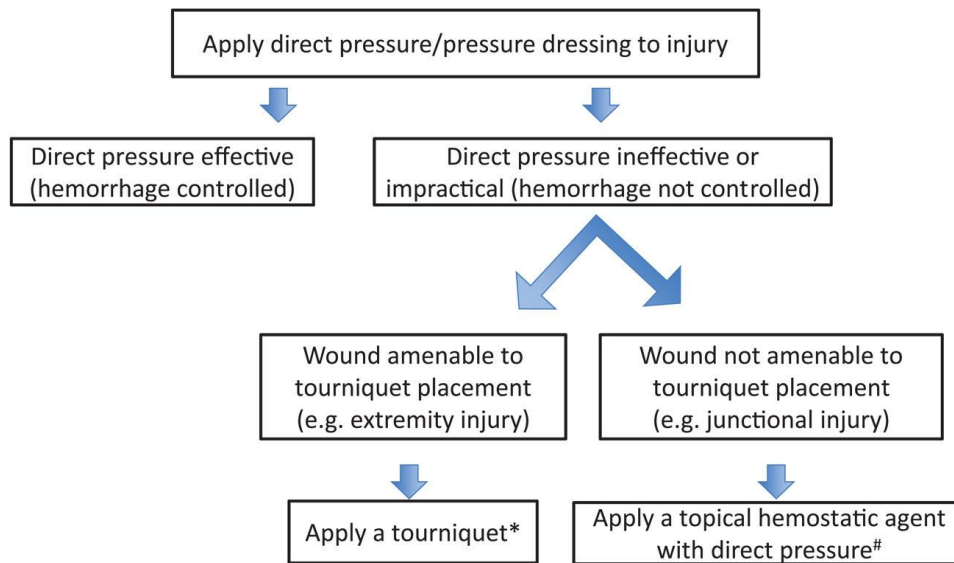 Apply direct pressure/pressure dressing to injury
Direct pressure effective
(hemorrhage controlled)
Direct pressure ineffective or
impractical (hemorrhage not controlled)
Wound amenable to
tourniquet placement
(e.g. extremity injury)
Wound not amenable to
tourniquet placement
(e.g. junctional injury)
Apply a tourniquet*
Apply a topical hemostatic agent
with direct pressure#